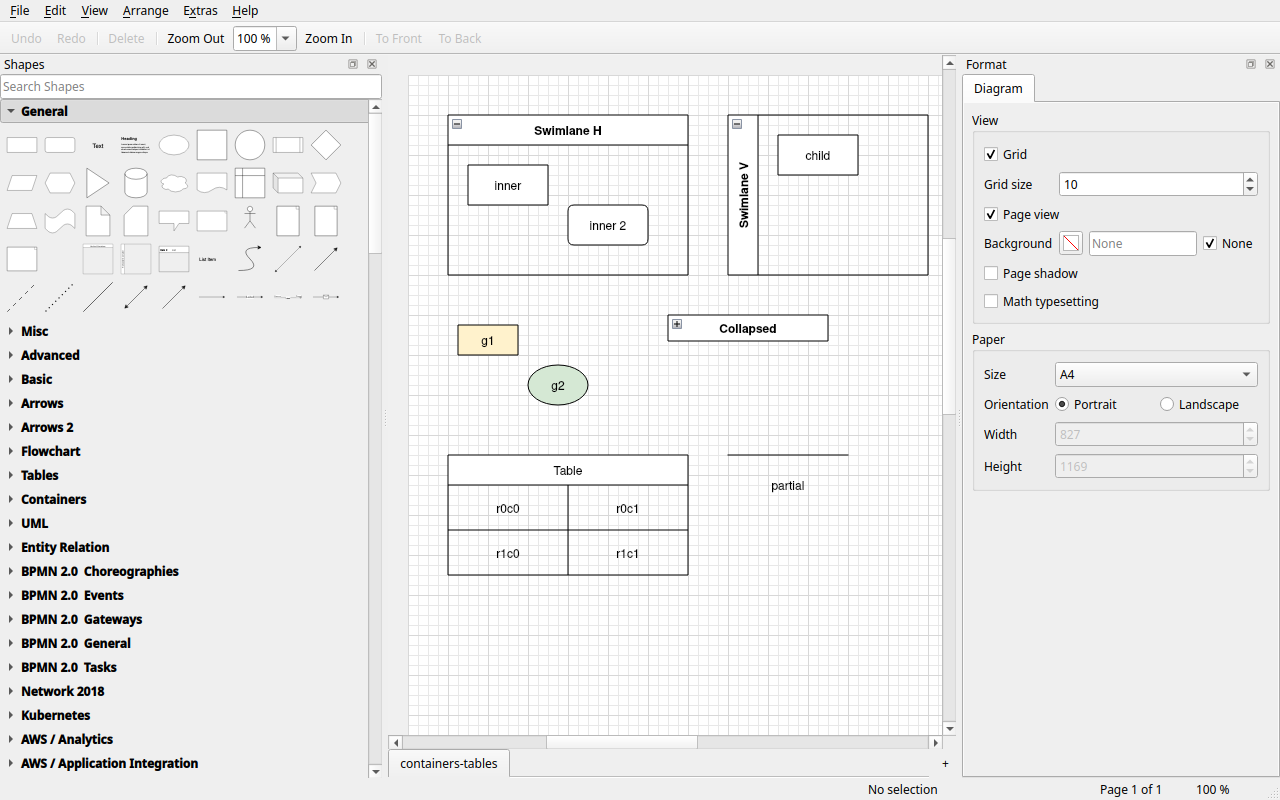 File Edit View Arrange Extras Help
Undo Redo Delete Zoom Out 100 % Zoom In To Front To Back
Shapes
Search Shapes
General
Text
Heading
List Item
Misc
Advanced
Basic
Arrows
Arrows 2
Flowchart
Tables
Containers
UML
Entity Relation
BPMN 2.0 Choreographies
BPMN 2.0 Events
BPMN 2.0 Gateways
BPMN 2.0 General
BPMN 2.0 Tasks
Network 2018
Kubernetes
AWS / Analytics
AWS / Application Integration
Swimlane H
inner
inner 2
Swimlane V
child
Collapsed
g1
g2
Table
r0c0 r0c1
r1c0 r1c1
partial
containers-tables
+
Format
Diagram
View
Grid
Grid size 10
Page view
Background None None
Page shadow
Math typesetting
Paper
Size A4
Orientation Portrait Landscape
Width 827
Height 1169
No selection Page 1 of 1 100 %